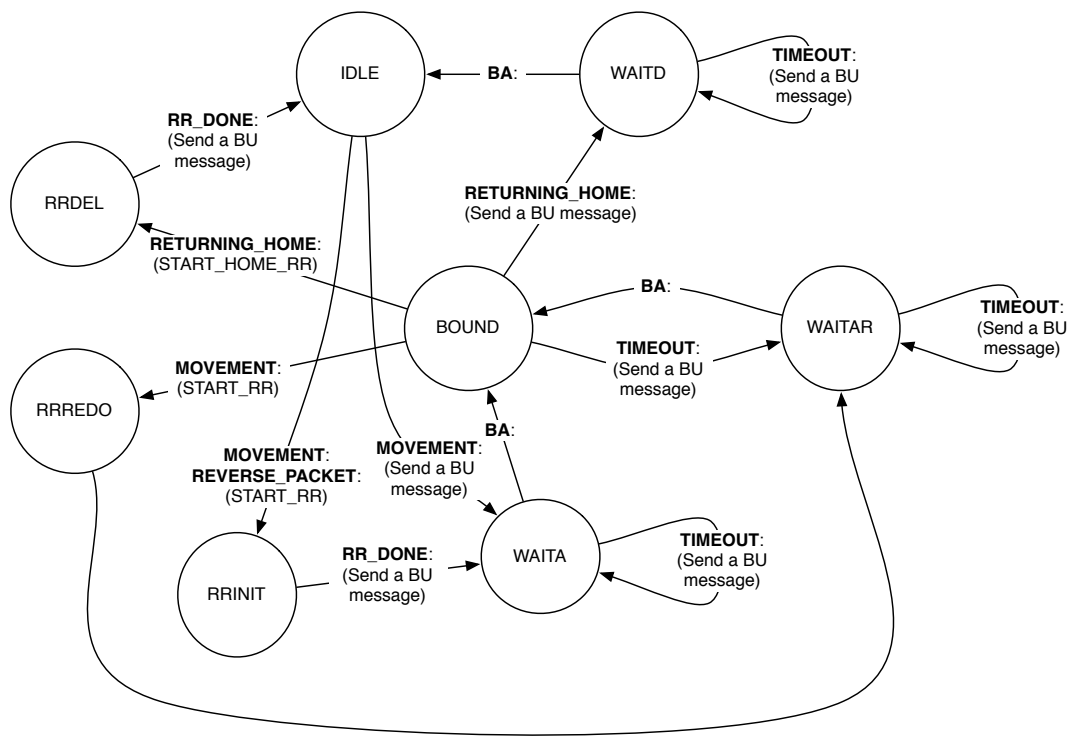 IDLE
BA:
WAITD
TIMEOUT:
(Send a BU
message)
RR_DONE:
(Send a BU
message)
RRDEL
RETURNING_HOME:
(Send a BU message)
RETURNING_HOME:
(START_HOME_RR)
BOUND
BA:
WAITAR
TIMEOUT:
(Send a BU
message)
TIMEOUT:
(Send a BU
message)
MOVEMENT:
(START_RR)
RRREDO
BA:
MOVEMENT:
(Send a BU
message)
MOVEMENT:
REVERSE_PACKET:
(START_RR)
WAITA
TIMEOUT:
(Send a BU
message)
RR_DONE:
(Send a BU
message)
RRINIT